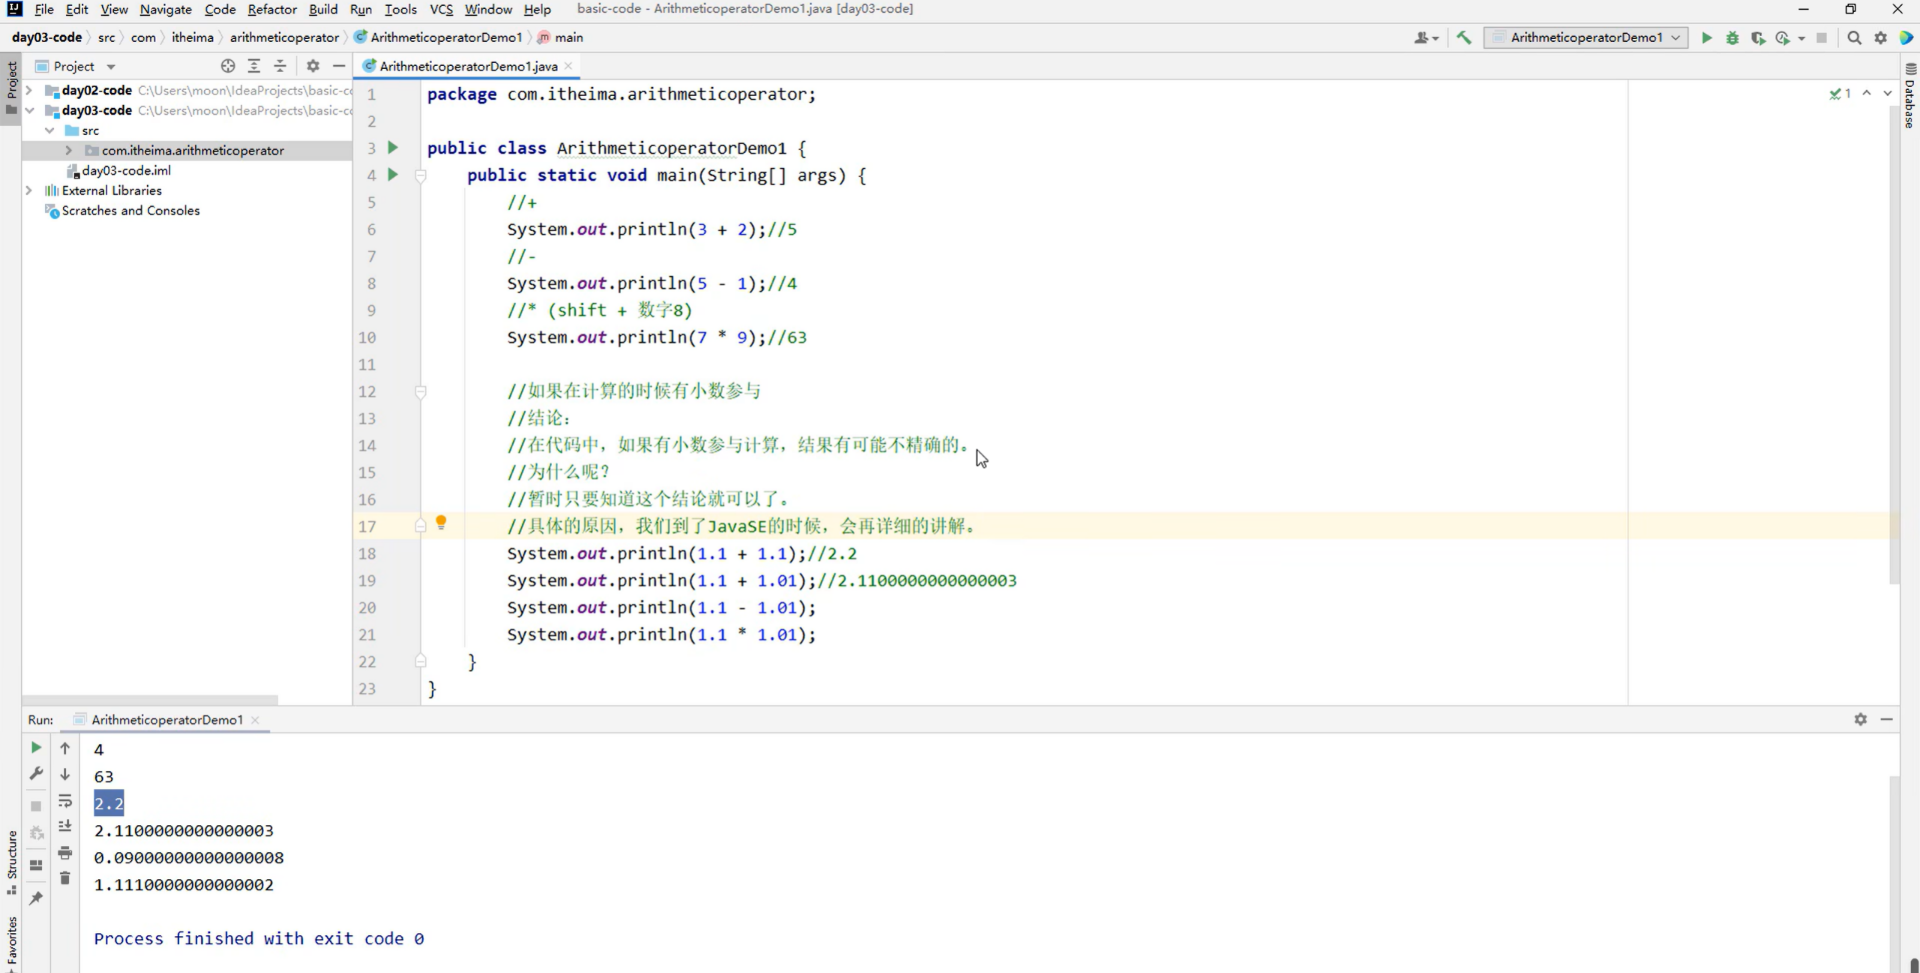 File Edit View Navigate Code Refactor Build Run Tools VCS Window Help basic-code - ArithmeticoperatorDemo1.java [day03-code]
day03-code src com itheima arithmeticoperator ArithmeticoperatorDemo1 main ArithmeticoperatorDemo1
Project
Project
ArithmeticoperatorDemo1.java
Database
day02-code C:\Users\moon\IdeaProjects\basic-c
day03-code C:\Users\moon\IdeaProjects\basic-c
src
com.itheima.arithmeticoperator
day03-code.iml
External Libraries
Scratches and Consoles
1
1 package com.itheima.arithmeticoperator;
2
3 public class ArithmeticoperatorDemo1 {
4 public static void main(String[] args) {
5 //+
6 System.out.println(3 + 2);//5
7 //-
8 System.out.println(5 - 1);//4
9 //* (shift + 数字8)
10 System.out.println(7 * 9);//63
11
12 //如果在计算的时候有小数参与
13 //结论：
14 //在代码中，如果有小数参与计算，结果有可能不精确的。
15 //为什么呢？
16 //暂时只要知道这个结论就可以了。
17 //具体的原因，我们到了JavaSE的时候，会再详细的讲解。
18 System.out.println(1.1 + 1.1);//2.2
19 System.out.println(1.1 + 1.01);//2.1100000000000003
20 System.out.println(1.1 - 1.01);
21 System.out.println(1.1 * 1.01);
22 }
23 }
Run: ArithmeticoperatorDemo1
4
63
2.2
2.1100000000000003
0.09000000000000008
1.1110000000000002
Process finished with exit code 0
Structure
Favorites